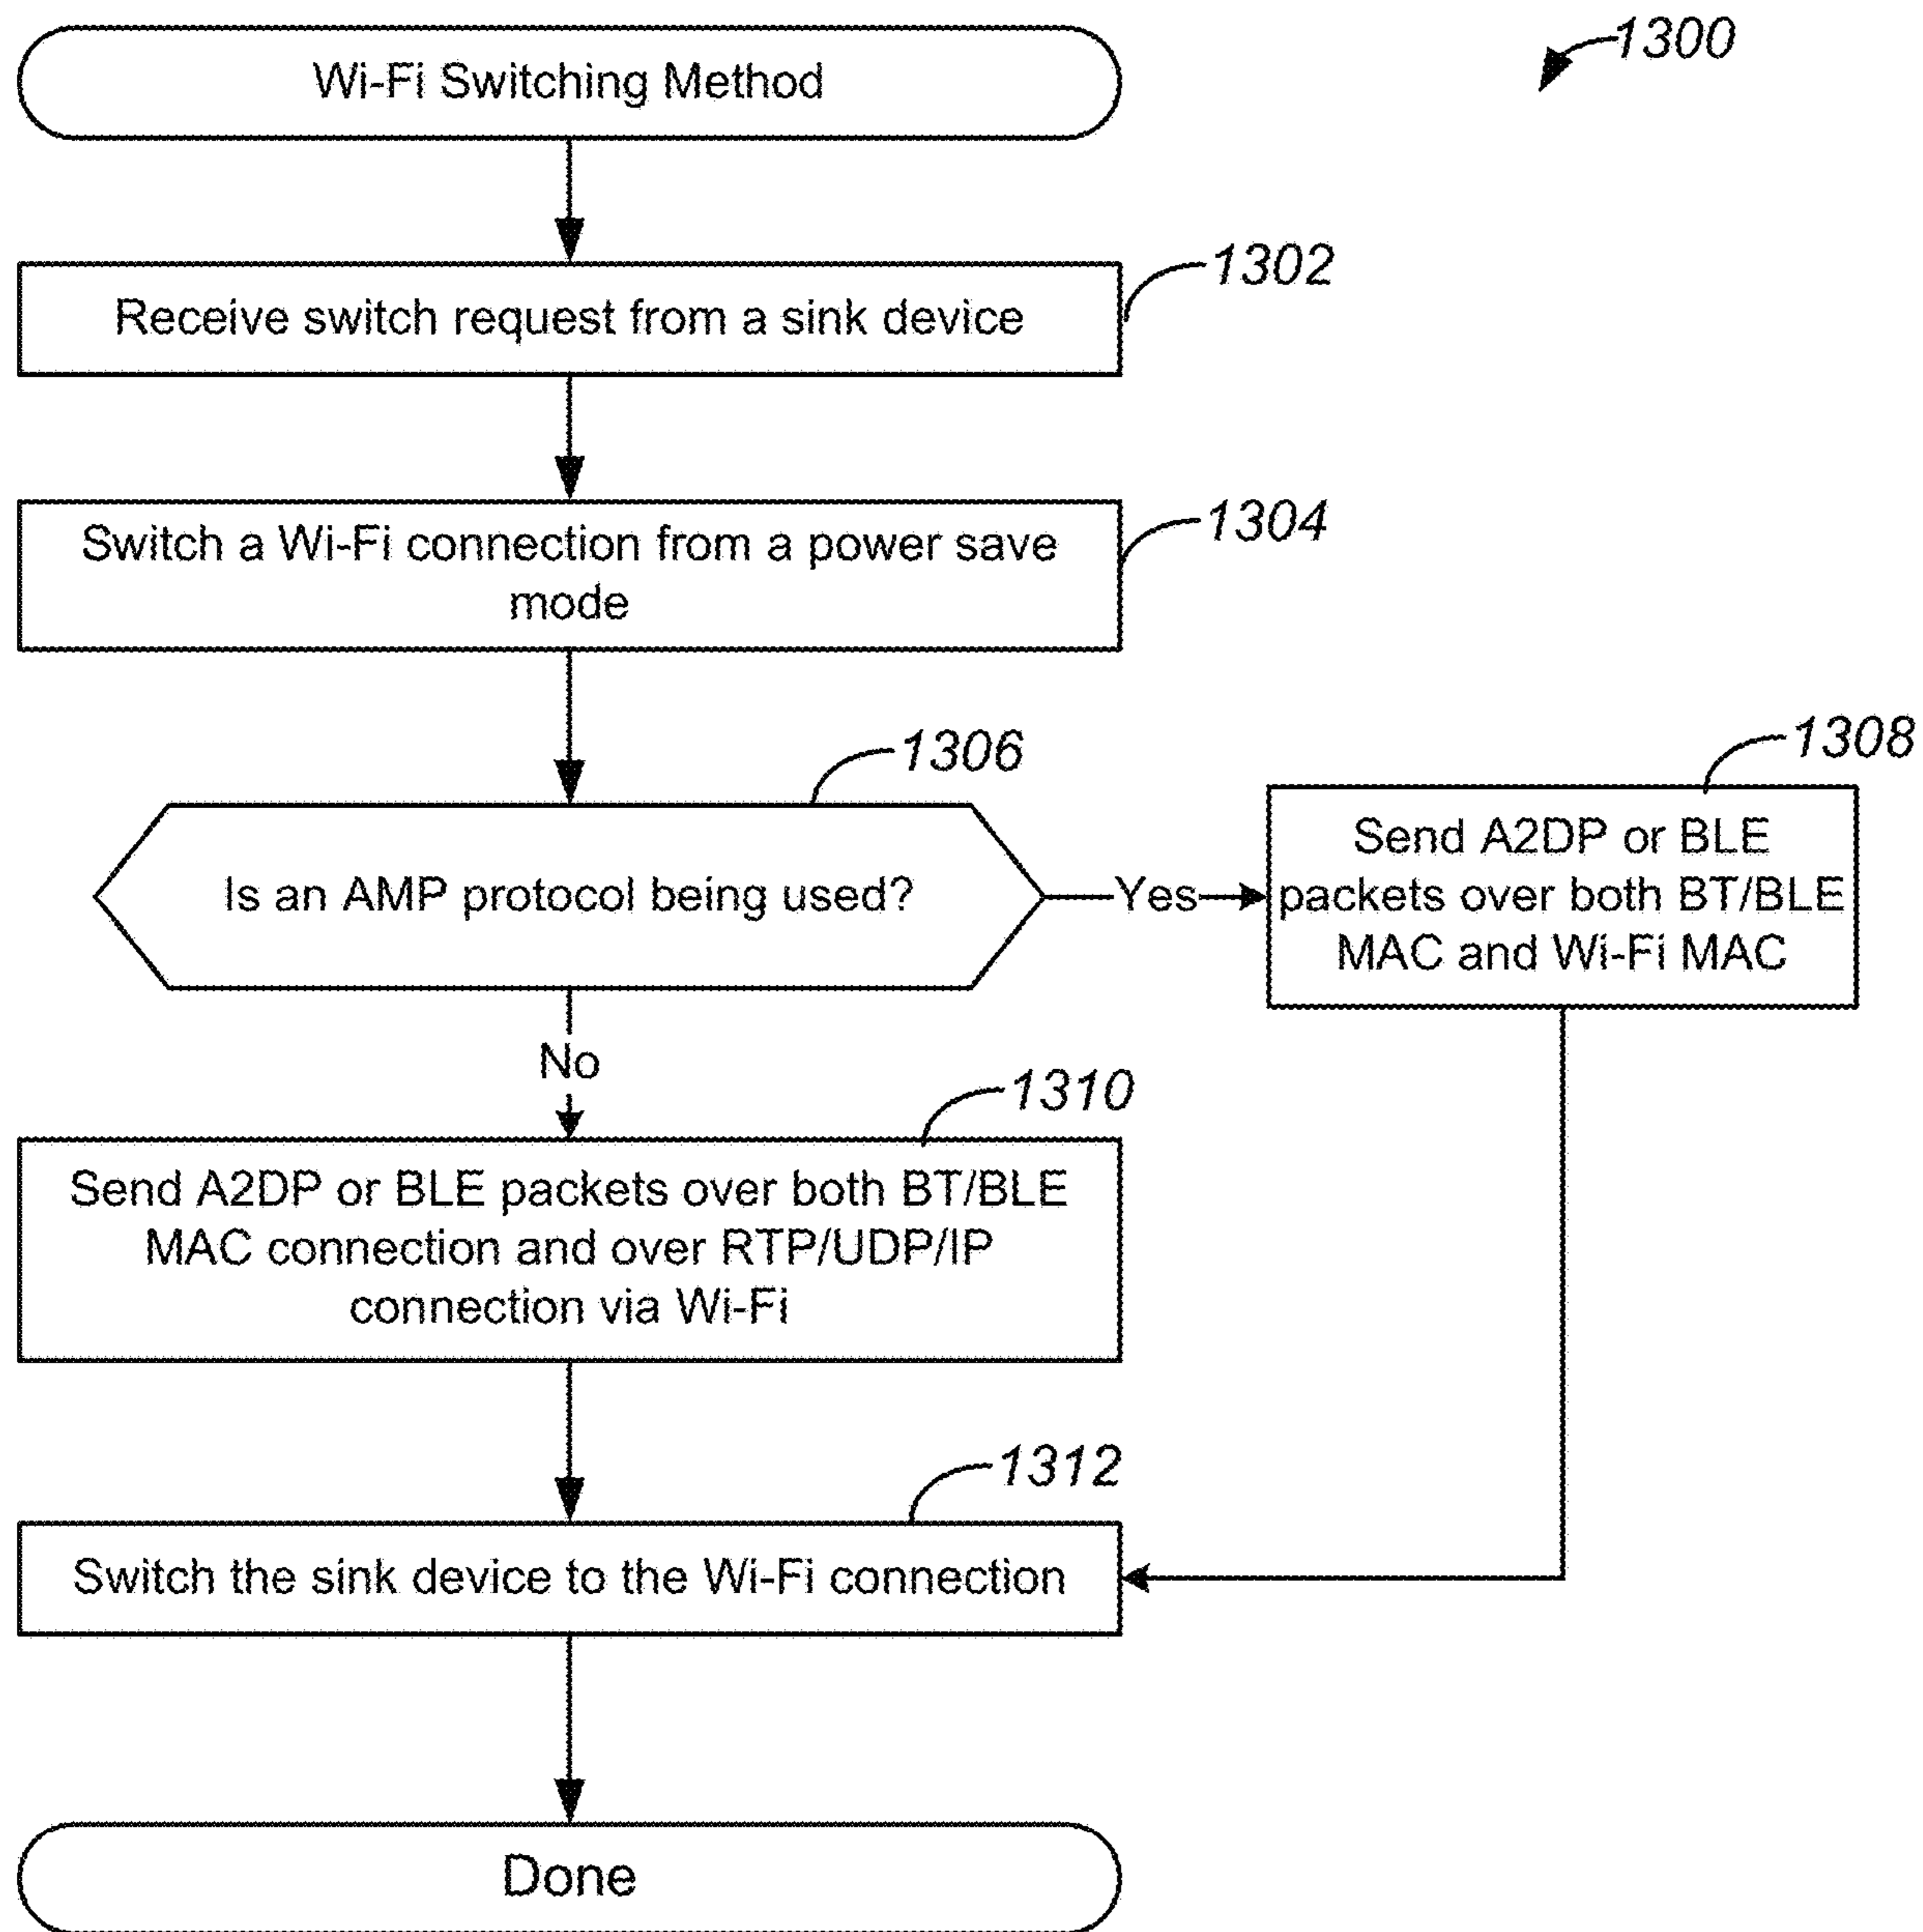 Wi-Fi Switching Method
1300
Receive switch request from a sink device
1302
Switch a Wi-Fi connection from a power save
mode
1304
Is an AMP protocol being used?
1306
Yes
Send A2DP or BLE
packets over both BT/BLE
MAC and Wi-Fi MAC
1308
No
Send A2DP or BLE packets over both BT/BLE
MAC connection and over RTP/UDP/IP
connection via Wi-Fi
1310
Switch the sink device to the Wi-Fi connection
1312
Done